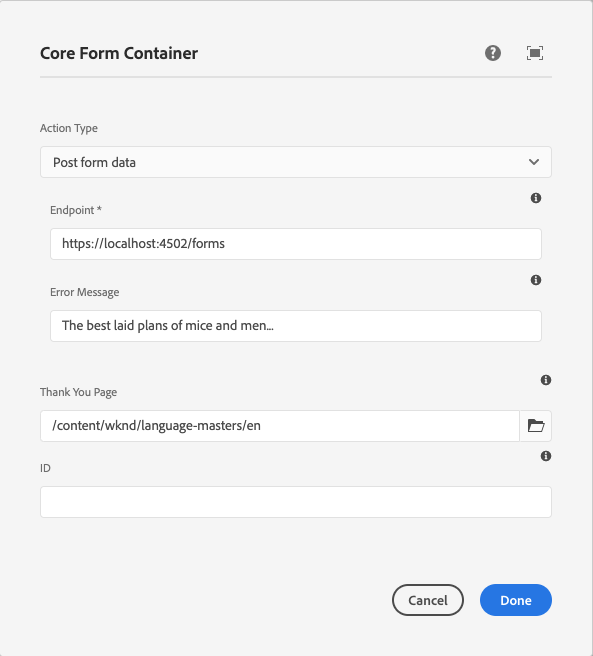 Core Form Container
Action Type
Post form data
Endpoint *
https://localhost:4502/forms
Error Message
The best laid plans of mice and men...
Thank You Page
/content/wknd/language-masters/en
ID
Cancel
Done